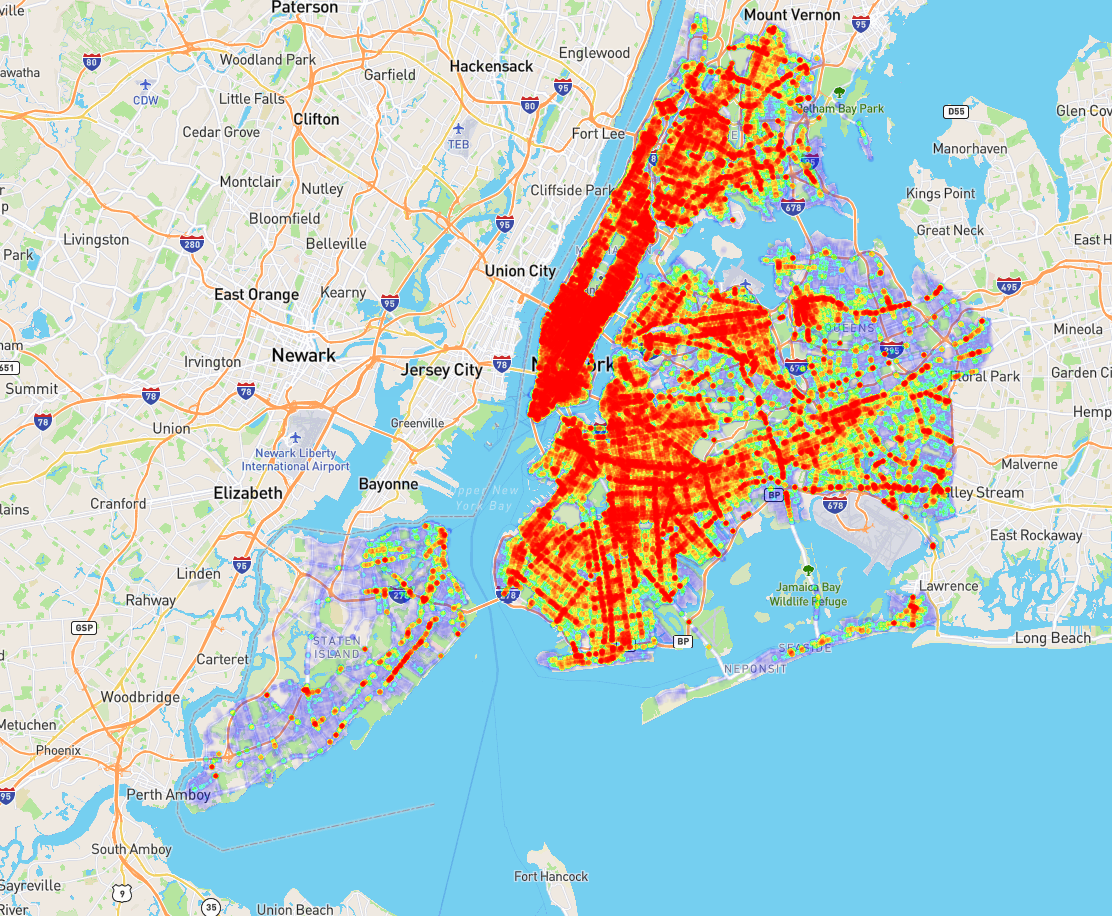 Paterson
Mount Vernon
95
ville
80
Woodland Park
Englewood
awatha
CDW
Garfield
Hackensack
95
80
Little Falls
Clifton
Pelham Bay Park
D55
Glen Cov
Cedar Grove
TEB
Fort Lee
Manorhaven
Montclair
Nutley
Cliffside Park
Kings Point
Bloomfield
95
678
Great Neck
Livingston
280
Belleville
East H
Park
Union City
495
East Orange
Kearny
95
QUEENS
Mineola
ham
Newark
295
Irvington
Jersey City
78
651
678
Floral Park
Garden Ci
Summit
78
78
78
Greenville
Hemp
Union
Newark Liberty
International Airport
Malverne
Bayonne
Upper New
York Bay
BP
678
lley Stream
Elizabeth
Cranford
lains
East Rockaway
95
Linden
278
278
Jamaica Bay
Wildlife Refuge
Lawrence
Rahway
GSP
STATEN
ISLAND
BP
Long Beach
Carteret
SEASIDE
NEPONSIT
Woodbridge
Metuchen
Phoenix
95
Perth Amboy
South Amboy
Sayreville
River
9
35
Union Beach
Fort Hancock